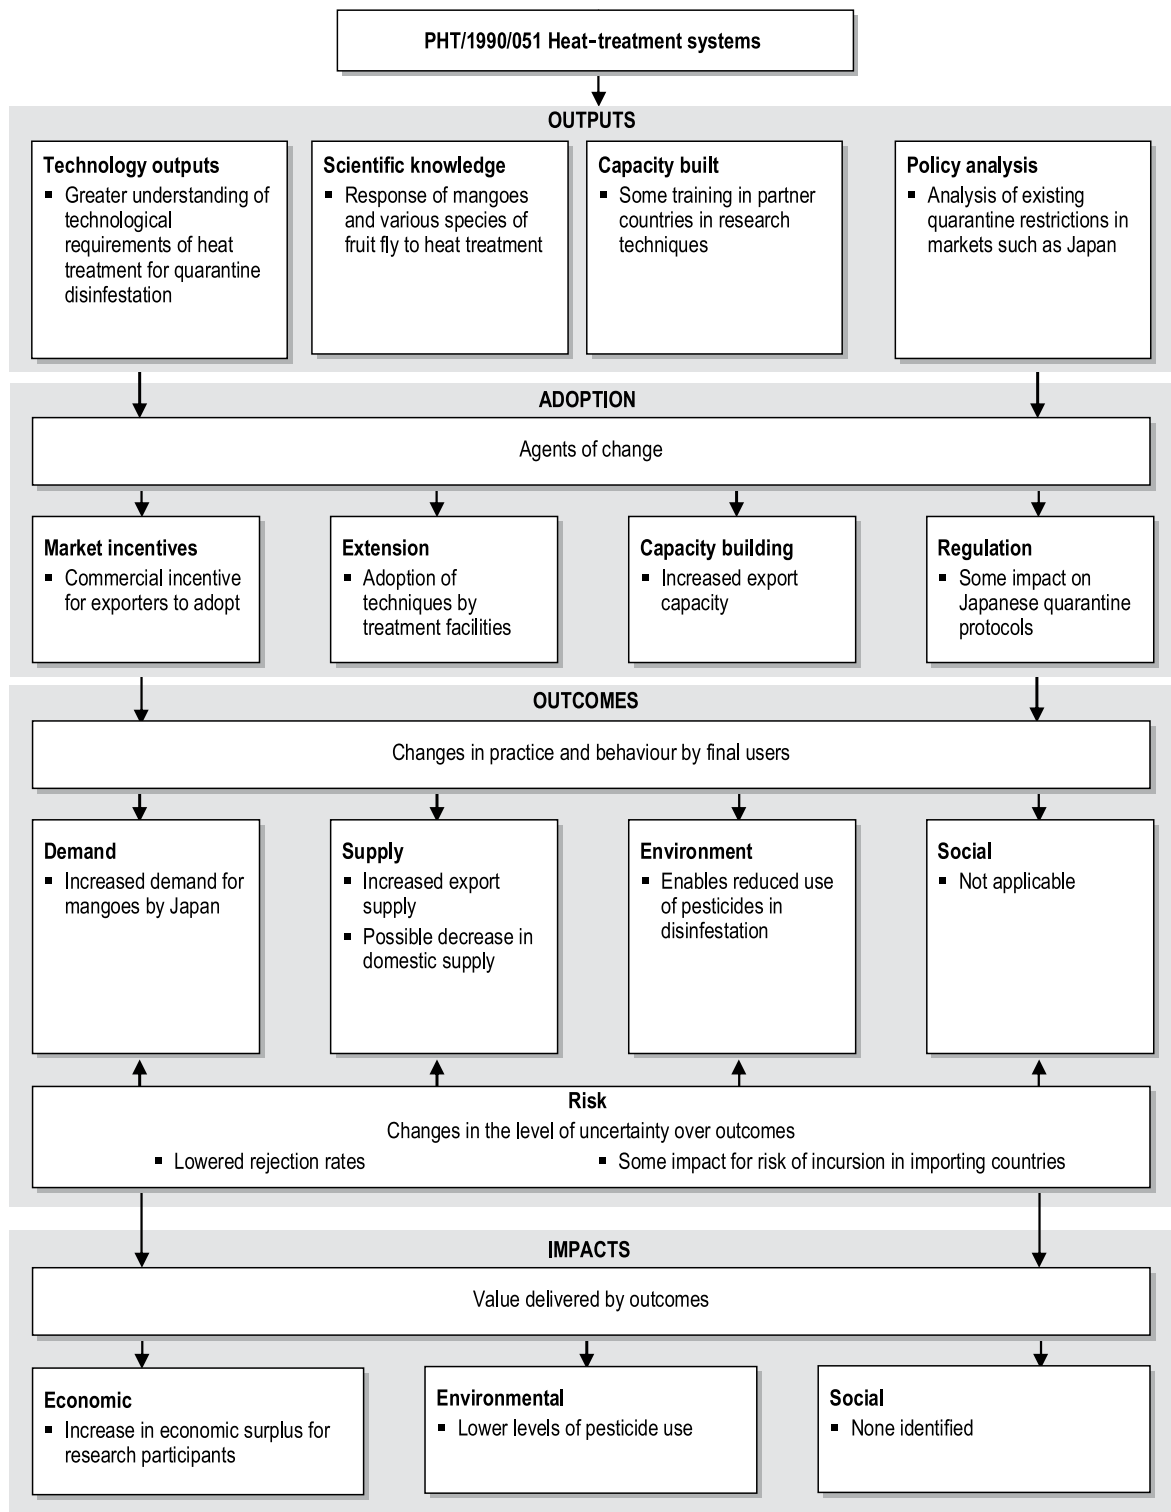 PHT/1990/051 Heat-treatment systems
OUTPUTS
Technology outputs
▪ Greater understanding of
technological
requirements of heat
treatment for quarantine
disinfestation
Scientific knowledge
▪ Response of mangoes
and various species of
fruit fly to heat treatment
Capacity built
▪ Some training in partner
countries in research
techniques
Policy analysis
▪ Analysis of existing
quarantine restrictions in
markets such as Japan
ADOPTION
Agents of change
Market incentives
▪ Commercial incentive
for exporters to adopt
Extension
▪ Adoption of
techniques by
treatment facilities
Capacity building
▪ Increased export
capacity
Regulation
▪ Some impact on
Japanese quarantine
protocols
OUTCOMES
Changes in practice and behaviour by final users
Demand
▪ Increased demand for
mangoes by Japan
Supply
▪ Increased export
supply
▪ Possible decrease in
domestic supply
Environment
▪ Enables reduced use
of pesticides in
disinfestation
Social
▪ Not applicable
Risk
Changes in the level of uncertainty over outcomes
▪ Lowered rejection rates
▪ Some impact for risk of incursion in importing countries
IMPACTS
Value delivered by outcomes
Economic
▪ Increase in economic surplus for
research participants
Environmental
▪ Lower levels of pesticide use
Social
▪ None identified